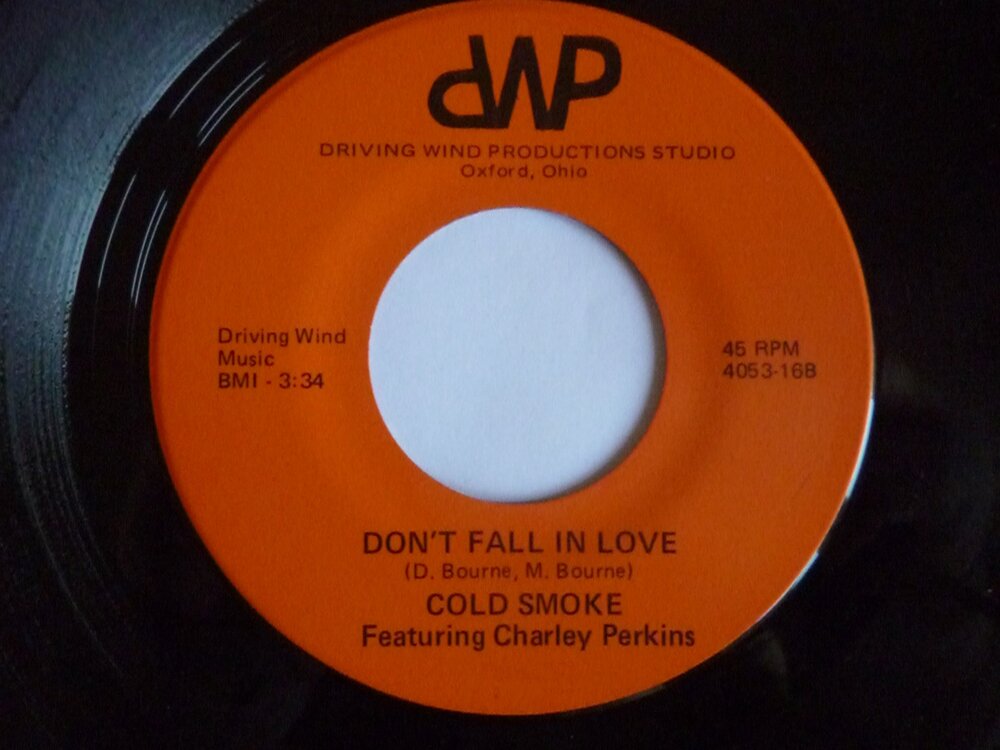 dWP
DRIVING WIND PRODUCTIONS STUDIO
Oxford, Ohio
Driving Wind
Music
BMI - 3:34
45 RPM
4053-16B
DON'T FALL IN LOVE
(D. Bourne, M. Bourne)
COLD SMOKE
Featuring Charley Perkins